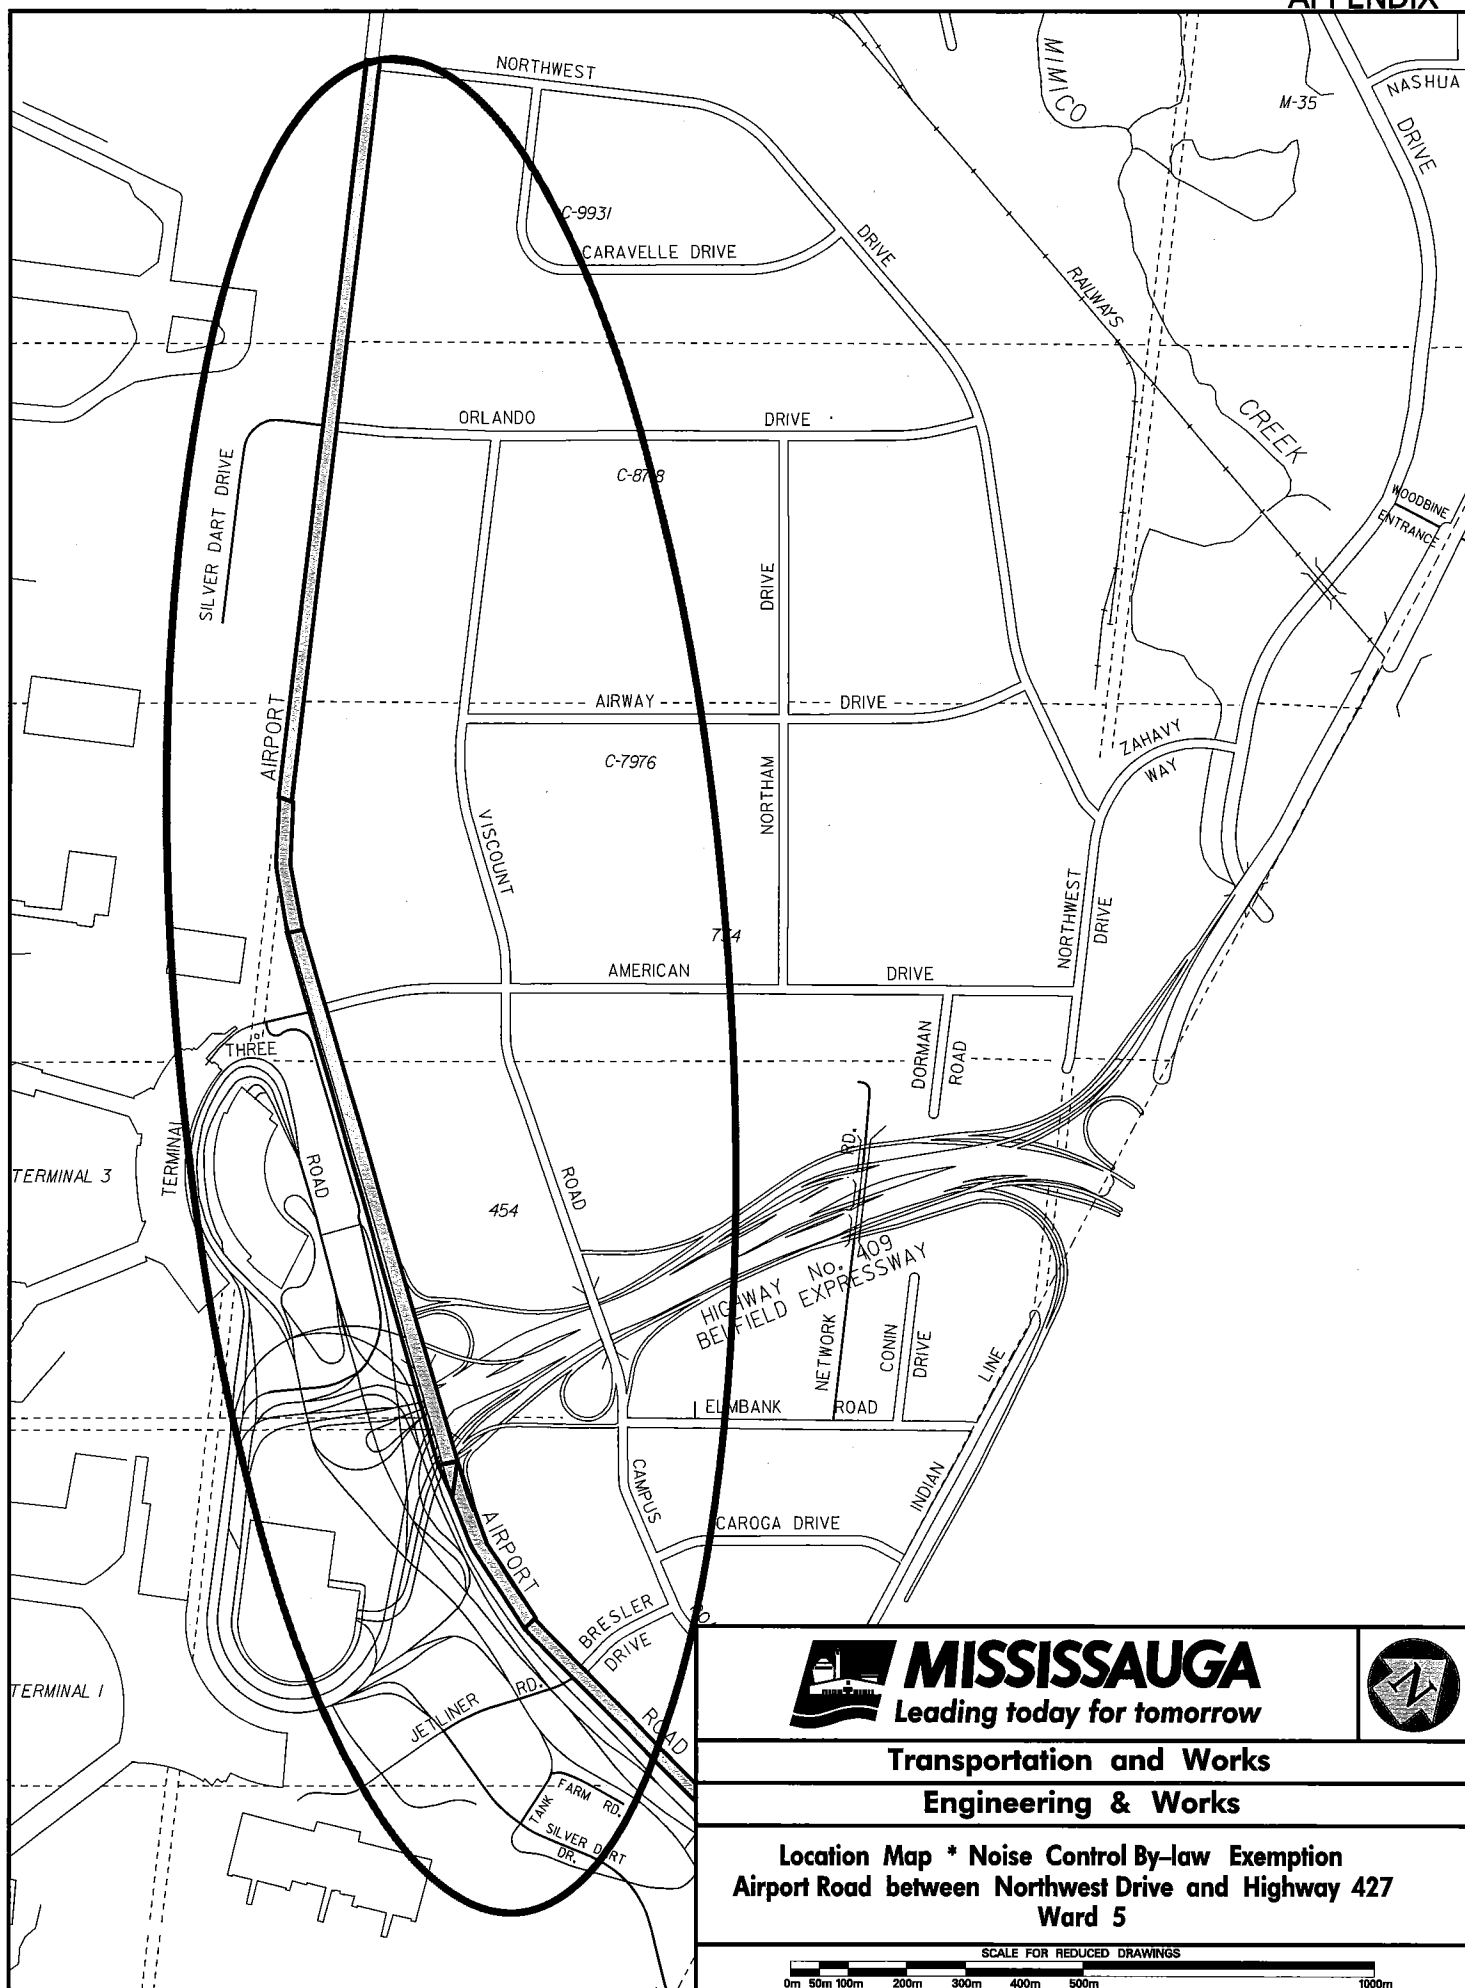 APPENDIX
NORTHWEST
DRIVE
MIMICO
CREEK
M-35
NASHUA
DRIVE
C-9931
CARAVELLE DRIVE
RAILWAYS
ORLANDO DRIVE
SILVER DART DRIVE
WOODBINE
ENTRANCE
DRIVE
AIRPORT
AIRWAY DRIVE
C-7976
ZAHAVY
WAY
NORTHAM
VISCOUNT
NORTHWEST
DRIVE
AMERICAN DRIVE
THREE
DORMAN
ROAD
TERMINAL
ROAD
TERMINAL 3
RD.
ROAD
454
HIGHWAY No. 409
BELFIELD EXPRESSWAY
NETWORK
CONIN
DRIVE
LINE
ELMBANK ROAD
CAMPUS
INDIAN
CAROGA DRIVE
AIRPORT
BRESLER
DRIVE
TERMINAL 1
JETLINER RD.
ROAD
TANK
FARM RD.
SILVER DART
DR.
MISSISSAUGA
Leading today for tomorrow
N
Transportation and Works
Engineering & Works
Location Map * Noise Control By-law Exemption
Airport Road between Northwest Drive and Highway 427
Ward 5
SCALE FOR REDUCED DRAWINGS
0m 50m 100m 200m 300m 400m 500m 1000m